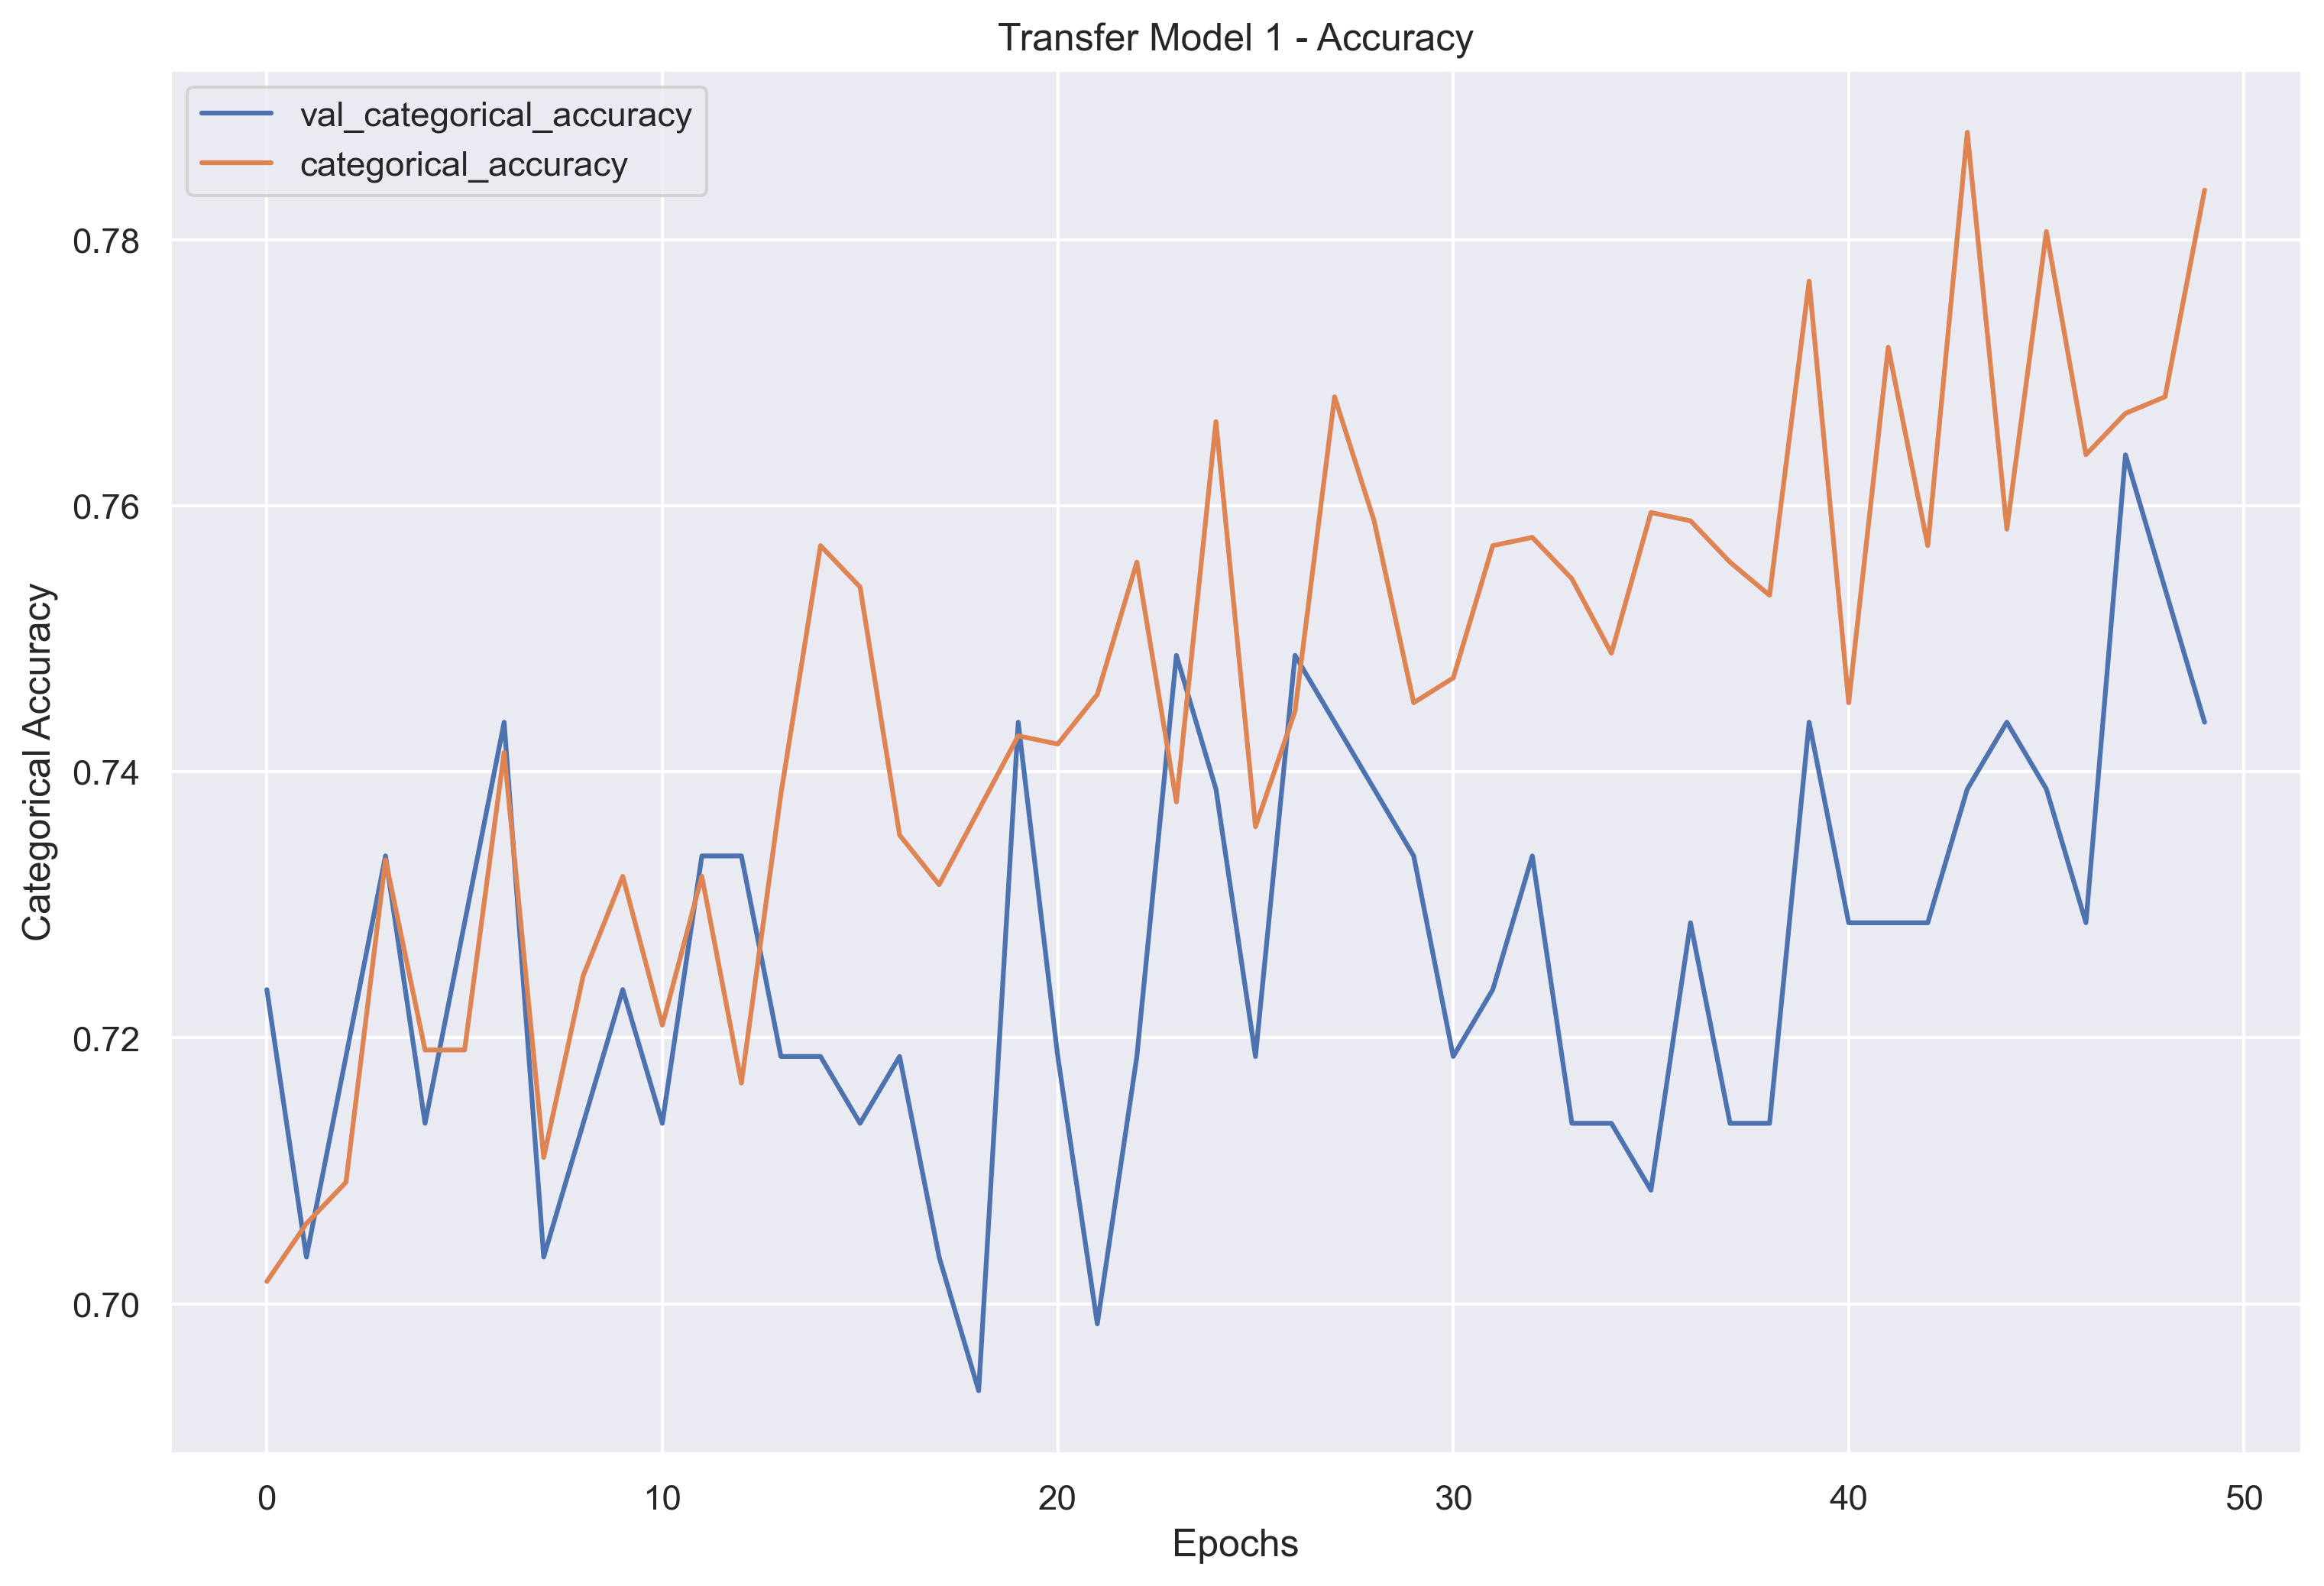 Transfer Model 1 - Accuracy
val_categorical_accuracy
categorical_accuracy
0.78
0.76
0.74
0.72
0.70
Categorical Accuracy
0 10 20 30 40 50
Epochs